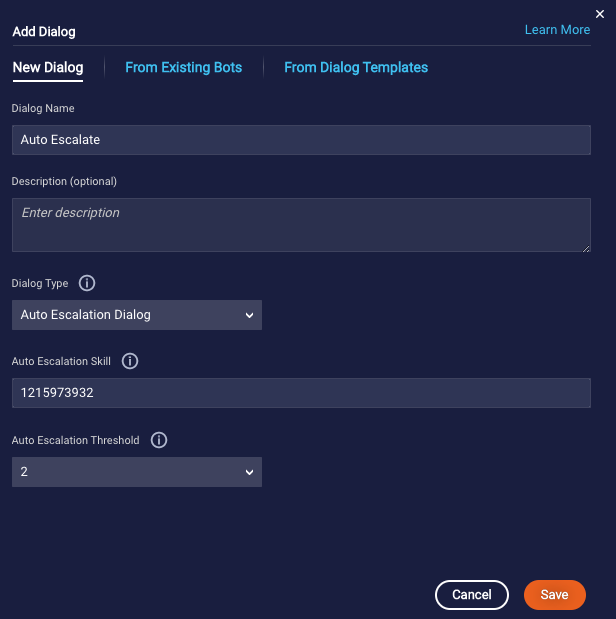 Add Dialog
Learn More
New Dialog
From Existing Bots
From Dialog Templates
Dialog Name
Auto Escalate
Description (optional)
Enter description
Dialog Type
Auto Escalation Dialog
Auto Escalation Skill
1215973932
Auto Escalation Threshold
2
Cancel
Save